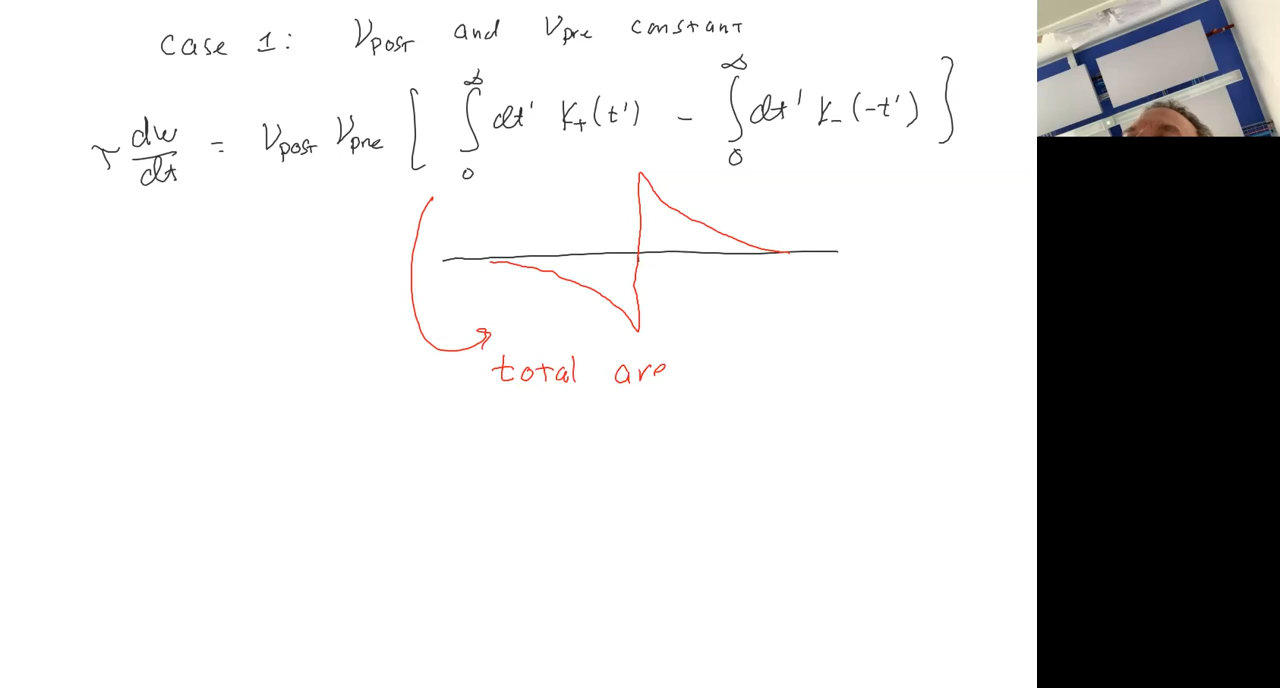 case 1: ν_post and ν_pre constant
τ dw/dt = ν_post ν_pre [ ∫_0^∞ dt' K_+(t') - ∫_0^∞ dt' K_-(-t') ]
total are